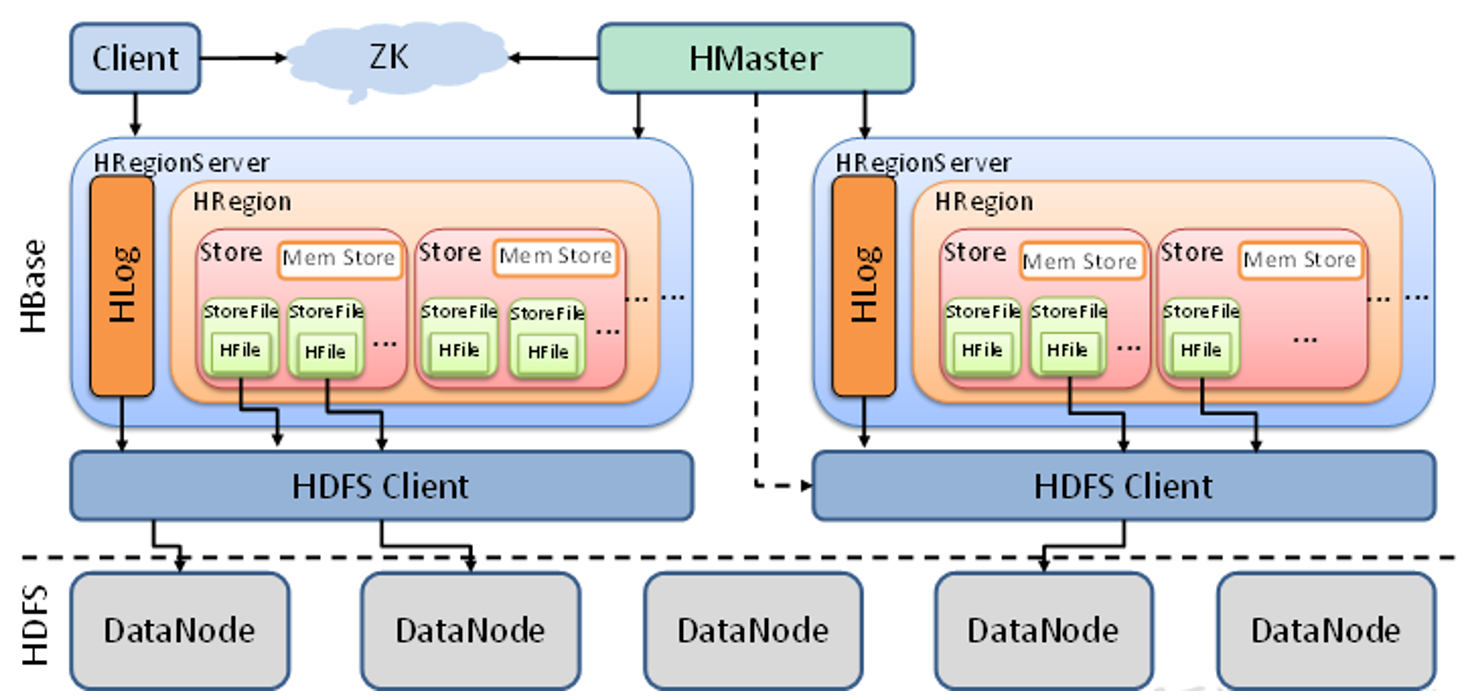 Client
ZK
HMaster
HBase
HRegionServer
HLog
HRegion
Store
Mem Store
StoreFile
HFile
StoreFile
HFile
...
Store
Mem Store
StoreFile
HFile
StoreFile
HFile
...
...
...
HRegionServer
HLog
HRegion
Store
Mem Store
StoreFile
HFile
StoreFile
HFile
...
Store
Mem Store
StoreFile
HFile
...
...
...
HDFS Client
HDFS Client
HDFS
DataNode
DataNode
DataNode
DataNode
DataNode